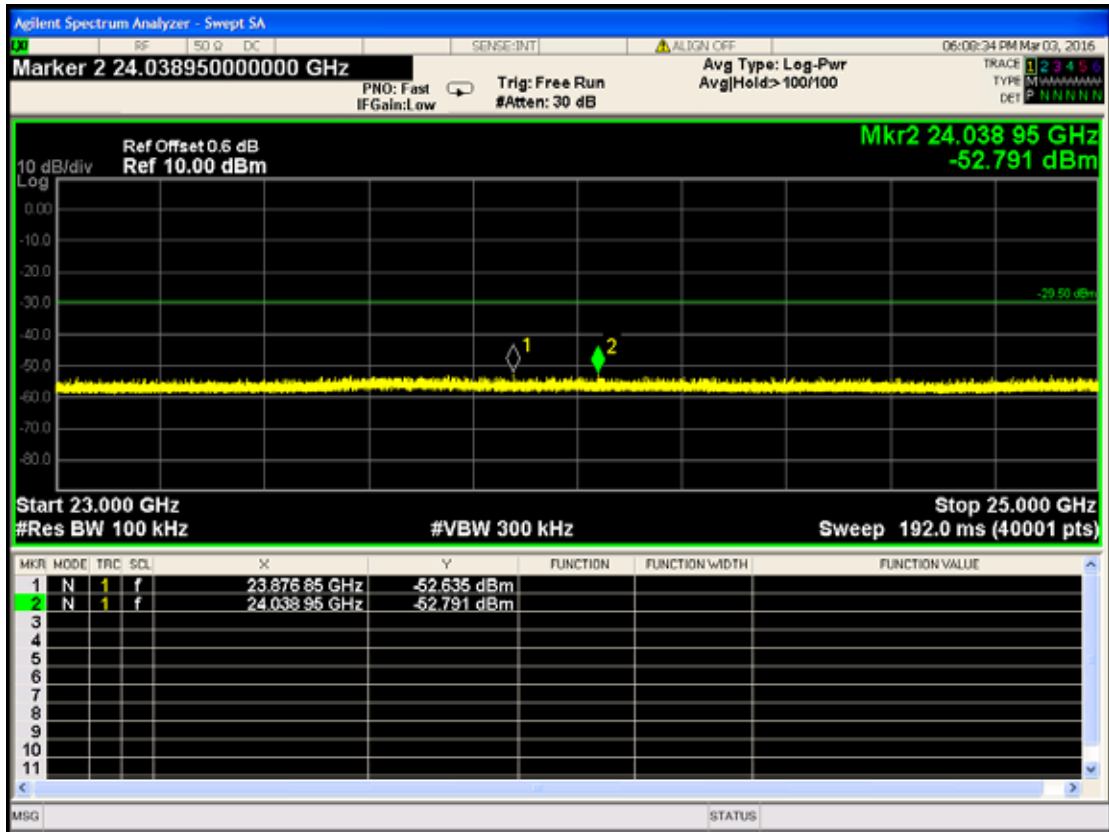 Agilent Spectrum Analyzer - Swept SA
LXI RF 50 Ω DC SENSE:INT ALIGN OFF 06:08:34 PM Mar 03, 2016
Marker 2 24.038950000000 GHz
PNO: Fast
IFGain:Low
Trig: Free Run
#Atten: 30 dB
Avg Type: Log-Pwr
Avg|Hold:>100/100
TRACE 1 2 3 4 5 6
TYPE M
DET P N N N N N
Mkr2 24.038 95 GHz
-52.791 dBm
Ref Offset 0.6 dB
10 dB/div Ref 10.00 dBm
Log
0.00
-10.0
-20.0
-29.50 dBm
-30.0
-40.0
1
2
-50.0
-60.0
-70.0
-80.0
Start 23.000 GHz Stop 25.000 GHz
#Res BW 100 kHz #VBW 300 kHz Sweep 192.0 ms (40001 pts)
MKR MODE TRC SCL X Y FUNCTION FUNCTION WIDTH FUNCTION VALUE
1 N 1 f 23.876 85 GHz -52.635 dBm
2 N 1 f 24.038 95 GHz -52.791 dBm
3
4
5
6
7
8
9
10
11
MSG STATUS